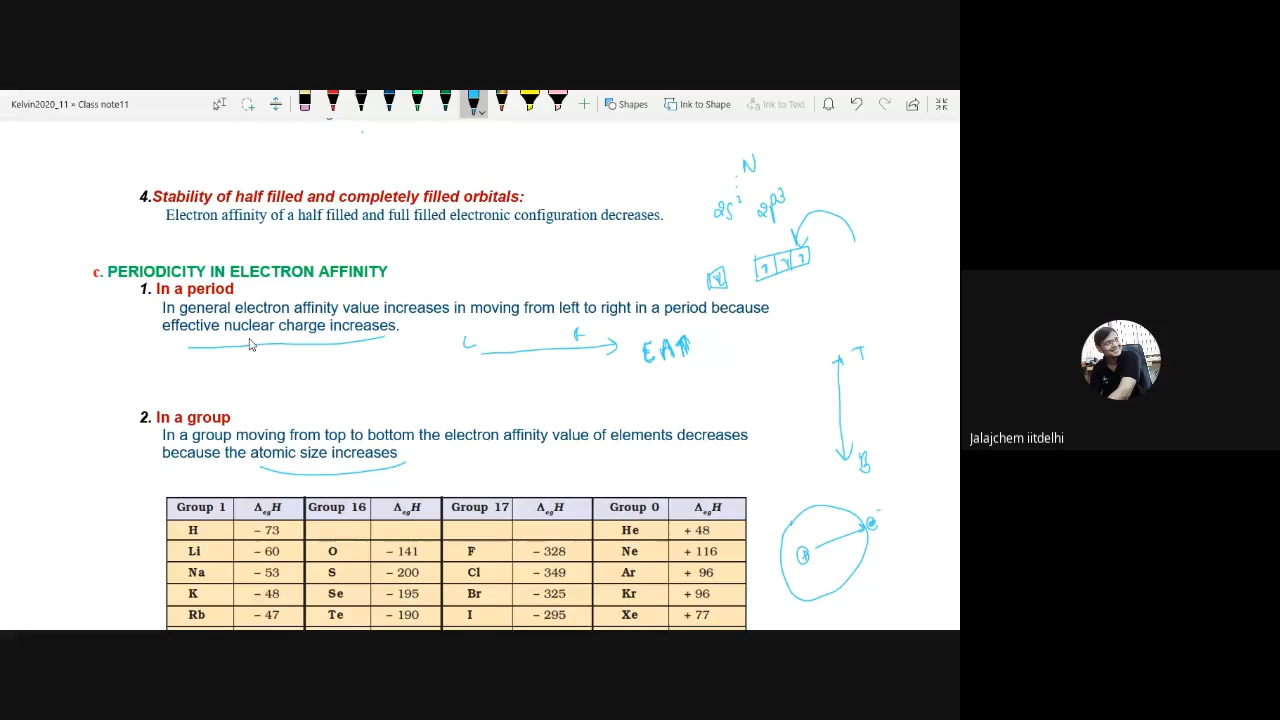 Kelvin2020_11 » Class note11
Shapes
Ink to Shape
Ink to Text
N
4.Stability of half filled and completely filled orbitals:
Electron affinity of a half filled and full filled electronic configuration decreases.
2s² 2p³
c. PERIODICITY IN ELECTRON AFFINITY
1. In a period
In general electron affinity value increases in moving from left to right in a period because
effective nuclear charge increases.
L R EA↑
T
2. In a group
In a group moving from top to bottom the electron affinity value of elements decreases
because the atomic size increases
B
Jalajchem iitdelhi
Group 1 ΔegH Group 16 ΔegH Group 17 ΔegH Group 0 ΔegH
H – 73 He + 48
Li – 60 O – 141 F – 328 Ne + 116
Na – 53 S – 200 Cl – 349 Ar + 96
K – 48 Se – 195 Br – 325 Kr + 96
Rb – 47 Te – 190 I – 295 Xe + 77